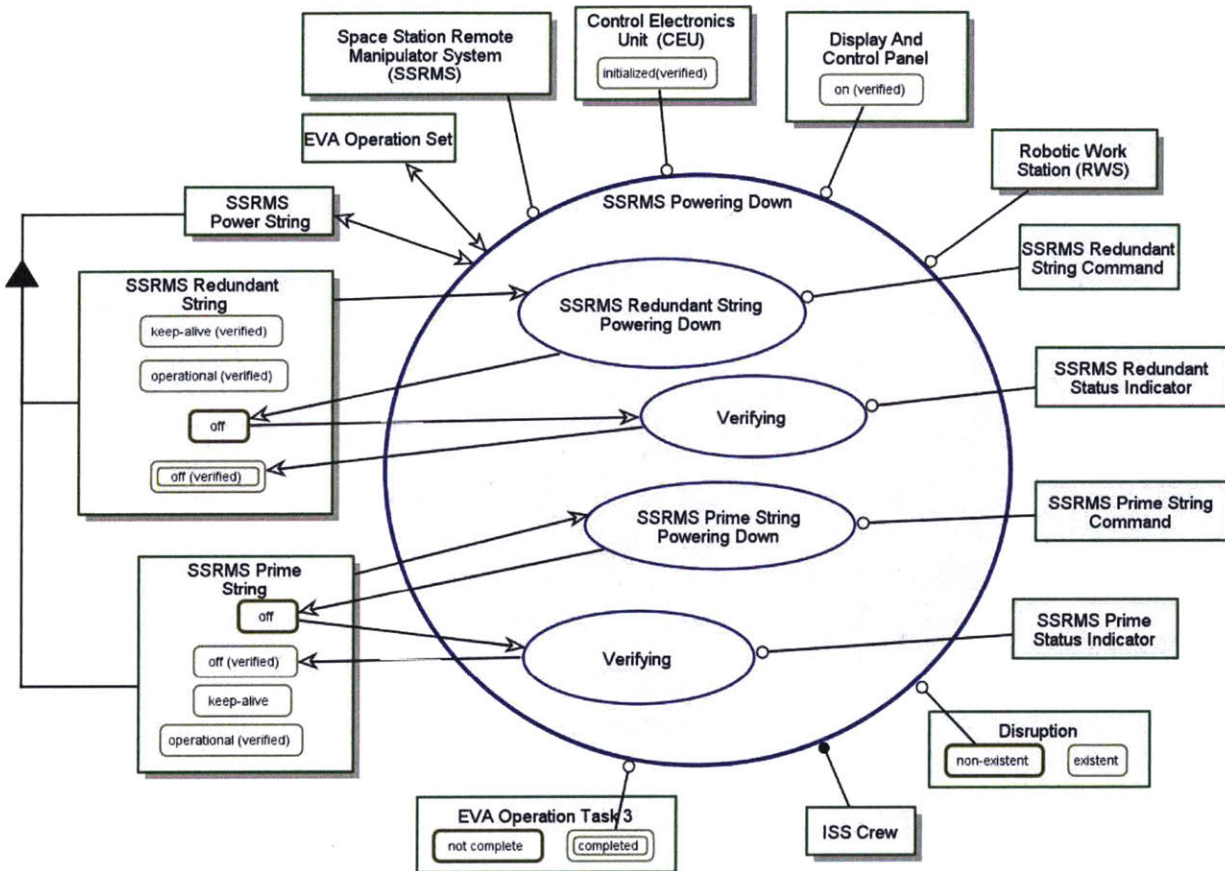 Space Station Remote
Manipulator System
(SSRMS)
Control Electronics
Unit (CEU)
initialized(verified)
Display And
Control Panel
on (verified)
EVA Operation Set
Robotic Work
Station (RWS)
SSRMS
Power String
SSRMS Powering Down
SSRMS Redundant
String Command
SSRMS Redundant
String
keep-alive (verified)
operational (verified)
off
off (verified)
SSRMS Redundant String
Powering Down
SSRMS Redundant
Status Indicator
Verifying
SSRMS Prime String
Powering Down
SSRMS Prime String
Command
SSRMS Prime
String
off
off (verified)
keep-alive
operational (verified)
Verifying
SSRMS Prime
Status Indicator
Disruption
non-existent
existent
EVA Operation Task 3
not complete
completed
ISS Crew